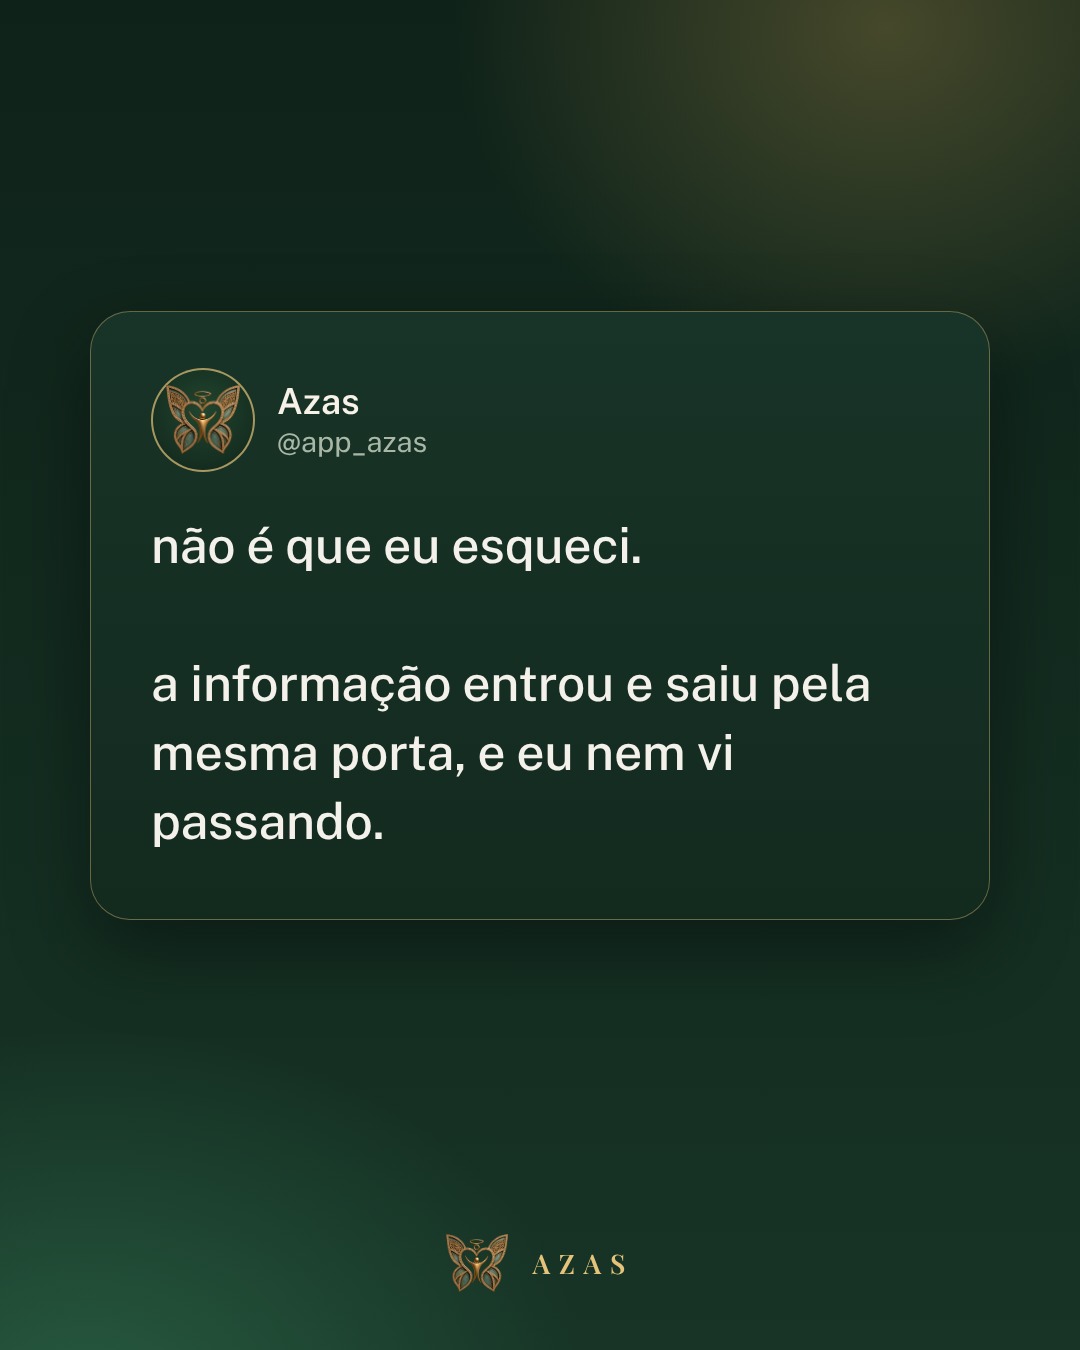 Azas
@app_azas
não é que eu esqueci.
a informação entrou e saiu pela
mesma porta, e eu nem vi
passando.
AZAS